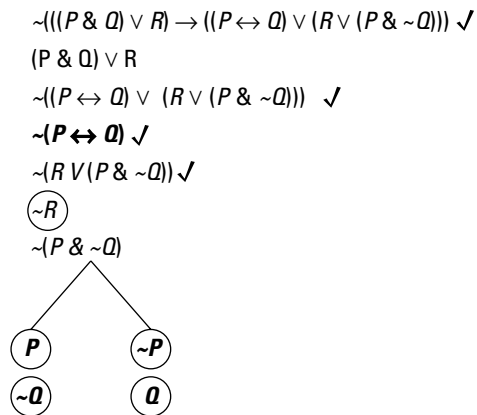 ~(((P & Q) ∨ R) → ((P ↔ Q) ∨ (R ∨ (P & ~Q))) ✓
(P & Q) ∨ R
~((P ↔ Q) ∨ (R ∨ (P & ~Q))) ✓
~(P ↔ Q) ✓
~(R V (P & ~Q)) ✓
~R
~(P & ~Q)
P ~P
~Q Q